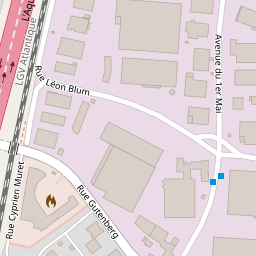 LGV Atlantique
L'Aqu
Rue Léon Blum
Avenue du 1er Mai
Rue Cyprien Muret
Rue Gutenberg